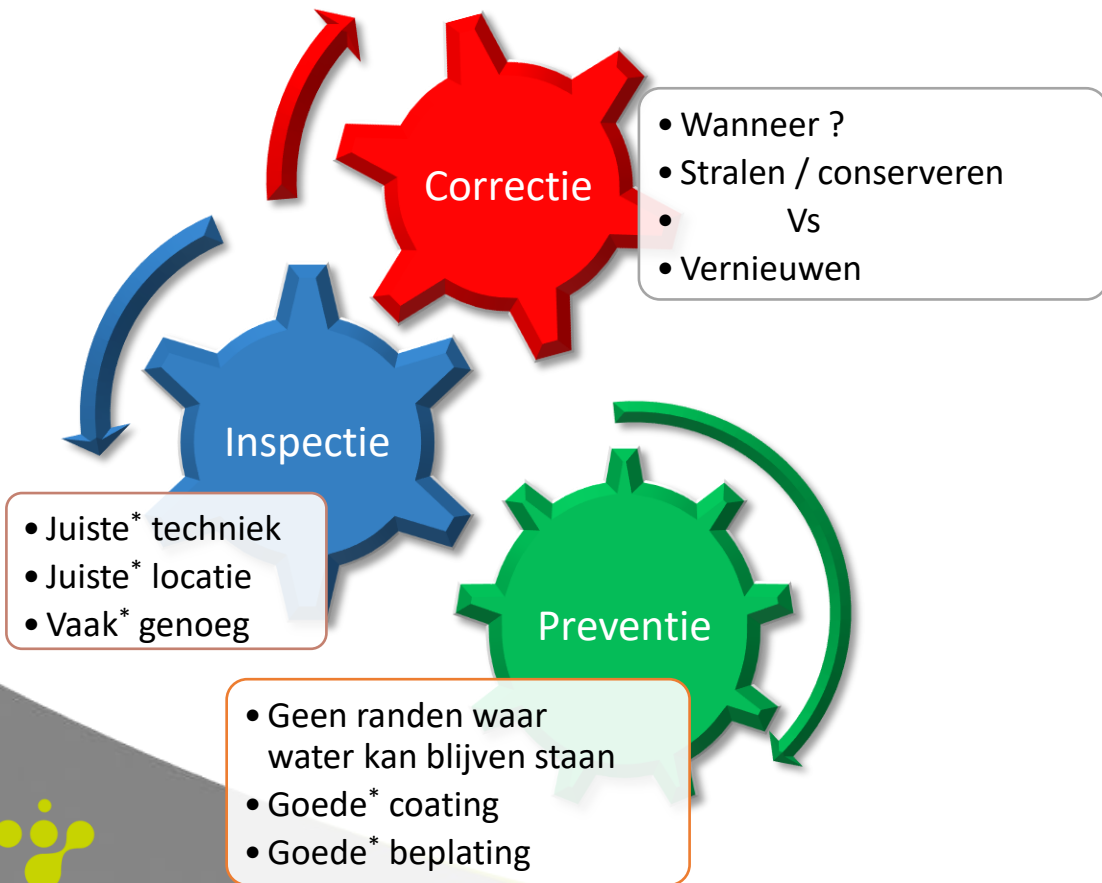 Correctie
• Wanneer ?
• Stralen / conserveren
• Vs
• Vernieuwen
Inspectie
• Juiste* techniek
• Juiste* locatie
• Vaak* genoeg
Preventie
• Geen randen waar
water kan blijven staan
• Goede* coating
• Goede* beplating